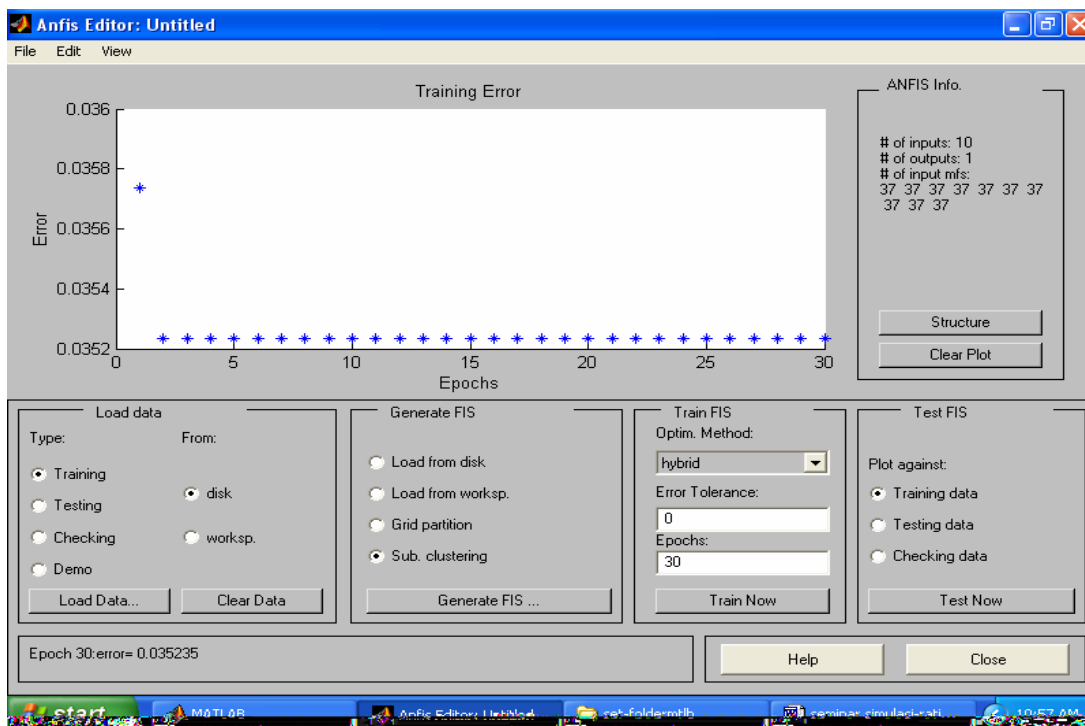 Anfis Editor: Untitled
File Edit View
Training Error
0.036
0.0358
0.0356
0.0354
0.0352
Error
0 5 10 15 20 25 30
Epochs
ANFIS Info.
# of inputs: 10
# of outputs: 1
# of input mfs:
37 37 37 37 37 37 37
37 37 37
Structure
Clear Plot
Load data
Type: From:
Training
disk
Testing
Checking
worksp.
Demo
Load Data... Clear Data
Generate FIS
Load from disk
Load from worksp.
Grid partition
Sub. clustering
Generate FIS ...
Train FIS
Optim. Method:
hybrid
Error Tolerance:
0
Epochs:
30
Train Now
Test FIS
Plot against:
Training data
Testing data
Checking data
Test Now
Epoch 30:error= 0.035235
Help Close
start MATLAB Anfis Editor: Untitled set-foldermtlb 10:57 AM